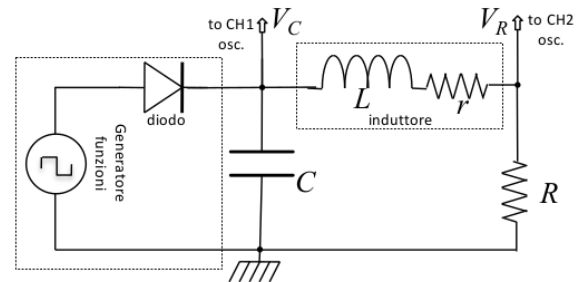 to CH1
osc.
V_C
V_R
to CH2
osc.
diodo
L
r
induttore
Generatore
funzioni
C
R